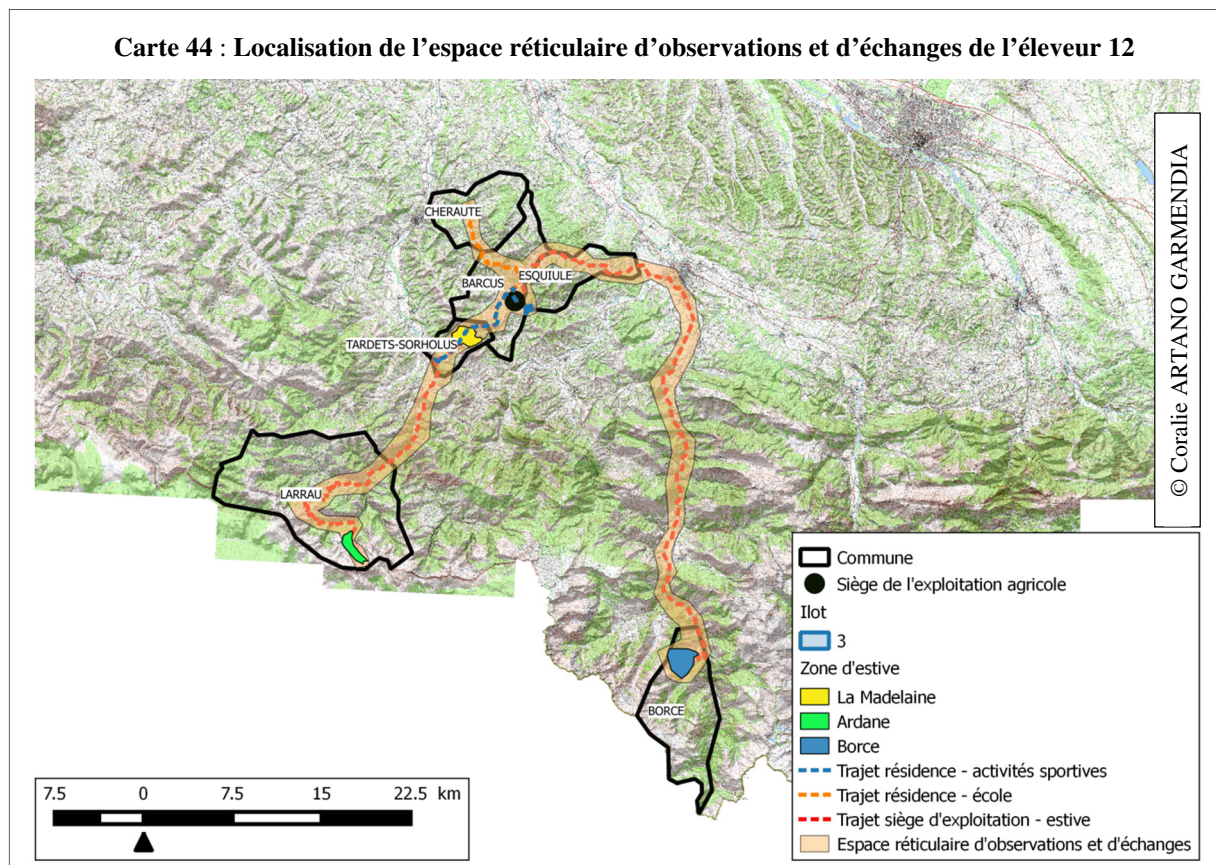 Carte 44 : Localisation de l'espace réticulaire d'observations et d'échanges de l'éleveur 12
© Coralie ARTANO GARMENDIA
CHERAUTE
ESQUIULE
BARCUS
TARDETS-SORHOLUS
LARRAU
BORCE
Commune
Siège de l'exploitation agricole
Ilot
3
Zone d'estive
La Madelaine
Ardane
Borce
Trajet résidence - activités sportives
Trajet résidence - école
Trajet siège d'exploitation - estive
Espace réticulaire d'observations et d'échanges
7.5 0 7.5 15 22.5 km